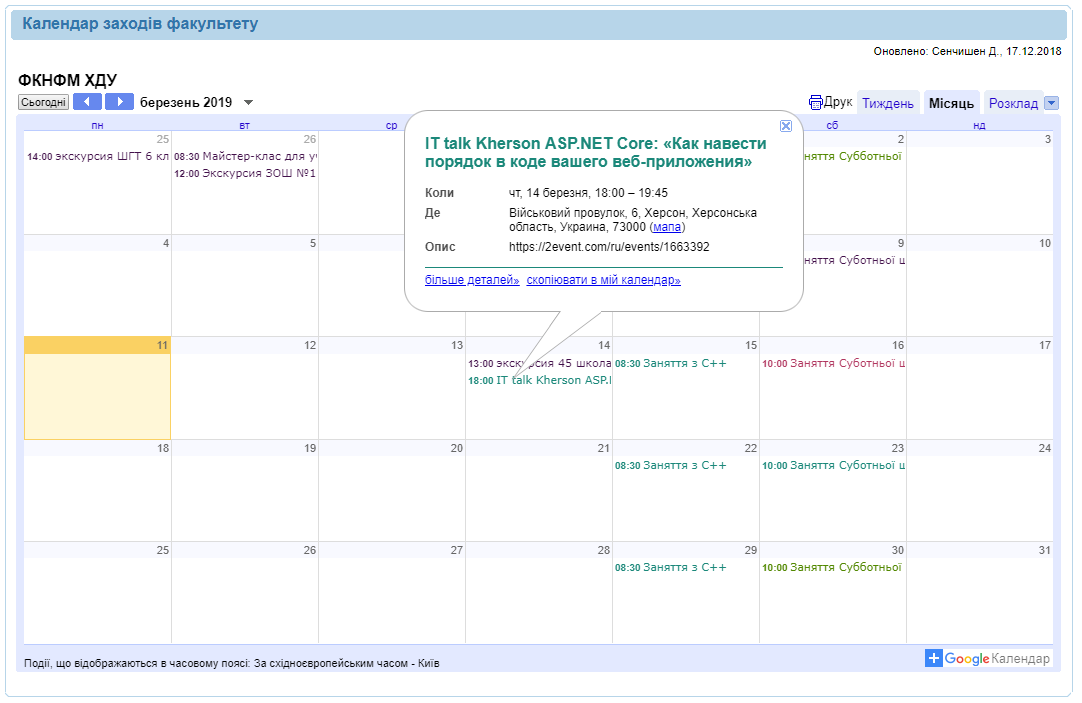 Календар заходів факультету
Оновлено: Сенчишен Д., 17.12.2018
ФКНФМ ХДУ
Сьогодні березень 2019 Друк Тиждень Місяць Розклад
пн вт ср сб нд
25 26 2 3
14:00 экскурсия ШГТ 6 кл 08:30 Майстер-клас для уч няття Субботньої
12:00 Экскурсия ЗОШ №1
IT talk Kherson ASP.NET Core: «Как навести
порядок в коде вашего веб-приложения»
Коли чт, 14 березня, 18:00 – 19:45
Де Військовий провулок, 6, Херсон, Херсонська
область, Украина, 73000 (мапа)
Опис https://2event.com/ru/events/1663392
більше деталей» скопіювати в мій календар»
4 5 9 10
няття Суботньої ш
11 12 13 14 15 16 17
13:00 экскурсия 45 школа 08:30 Заняття з С++ 10:00 Заняття Суботньої ш
18:00 IT talk Kherson ASP.I
18 19 20 21 22 23 24
08:30 Заняття з С++ 10:00 Заняття Суботньої ш
25 26 27 28 29 30 31
08:30 Заняття з С++ 10:00 Заняття Субботньої
Події, що відображаються в часовому поясі: За східноєвропейським часом - Київ
Google Календар